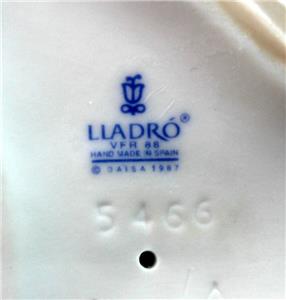 LLADRÓ®
VFR 88
HAND MADE IN SPAIN
© DAISA 1987
5466